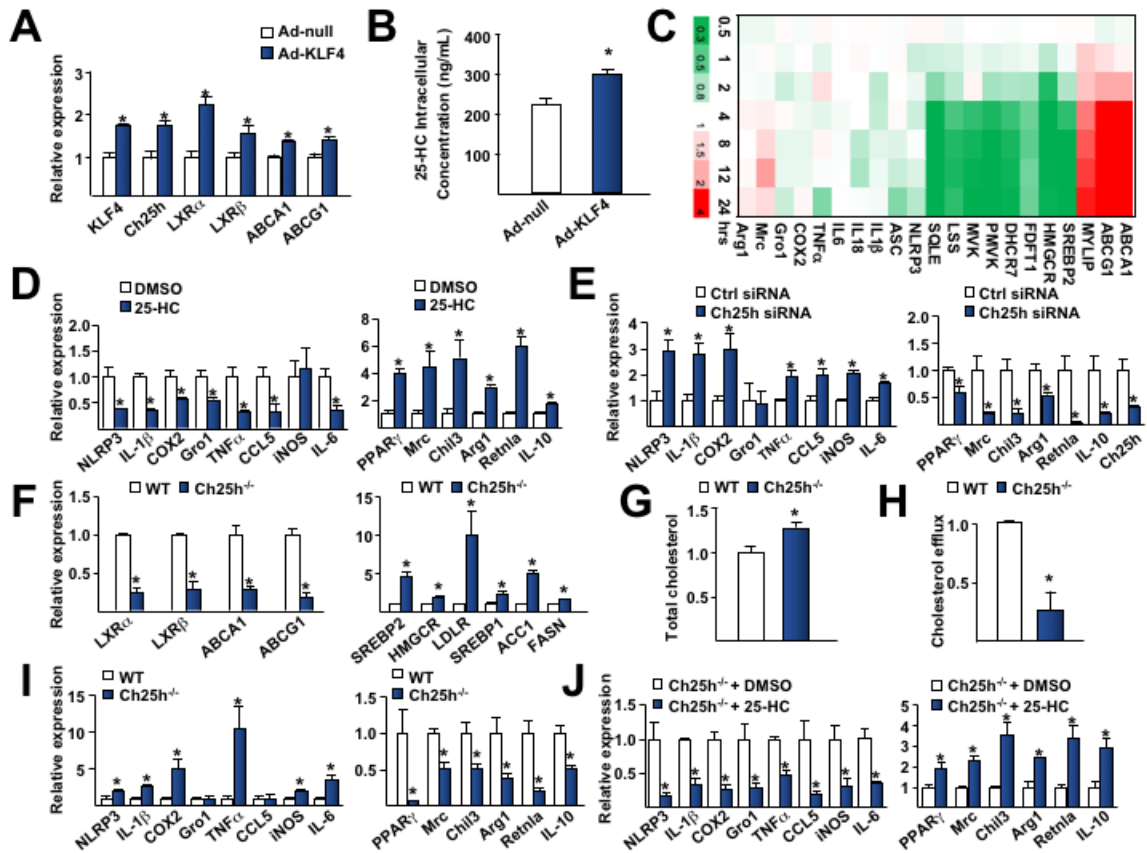 A
Ad-null
Ad-KLF4
Relative expression
3
2
1
KLF4
Ch25h
LXRα
LXRβ
ABCA1
ABCG1
* * * * * *
B
25-HC Intracellular
Concentration (ng/mL)
400
300
200
100
*
Ad-null
Ad-KLF4
C
0.3
0.5
0.8
1
1.5
2
4
0.5
1
2
4
8
12
24
hrs
Arg1
Mrc
Gro1
COX2
TNFα
IL6
IL18
IL1β
ASC
NLRP3
SQLE
LSS
MVK
PMVK
DHCR7
FDFT1
HMGCR
SREBP2
MYLIP
ABCG1
ABCA1
D
DMSO
25-HC
Relative expression
2.0
1.5
1.0
0.5
* * * * * * *
NLRP3
IL-1β
COX2
Gro1
TNFα
CCL5
iNOS
IL-6
DMSO
25-HC
8
6
4
2
* * * * * *
PPARγ
Mrc
Chil3
Arg1
Retnla
IL-10
E
Ctrl siRNA
Ch25h siRNA
Relative expression
4
3
2
1
* * * * * * *
NLRP3
IL-1β
COX2
Gro1
TNFα
CCL5
iNOS
IL-6
Ctrl siRNA
Ch25h siRNA
2.0
1.5
1.0
0.5
* * * * * * *
PPARγ
Mrc
Chil3
Arg1
Retnla
IL-10
Ch25h
F
WT Ch25h-/-
Relative expression
1.5
1.0
0.5
* * * *
LXRα
LXRβ
ABCA1
ABCG1
WT Ch25h-/-
15
10
5
* * * * * *
SREBP2
HMGCR
LDLR
SREBP1
ACC1
FASN
G
WT Ch25h-/-
Total cholesterol
1.5
1.0
0.5
*
H
WT Ch25h-/-
Cholesterol efflux
1.0
0.5
*
I
WT
Ch25h-/-
Relative expression
15
10
5
* * * * * *
NLRP3
IL-1β
COX2
Gro1
TNFα
CCL5
iNOS
IL-6
WT
Ch25h-/-
1.5
1.0
0.5
* * * * * *
PPARγ
Mrc
Chil3
Arg1
Retnla
IL-10
J
Ch25h-/- + DMSO
Ch25h-/- + 25-HC
Relative expression
1.5
1.0
0.5
* * * * * * * *
NLRP3
IL-1β
COX2
Gro1
TNFα
CCL5
iNOS
IL-6
Ch25h-/- + DMSO
Ch25h-/- + 25-HC
5
4
3
2
1
* * * * * *
PPARγ
Mrc
Chil3
Arg1
Retnla
IL-10